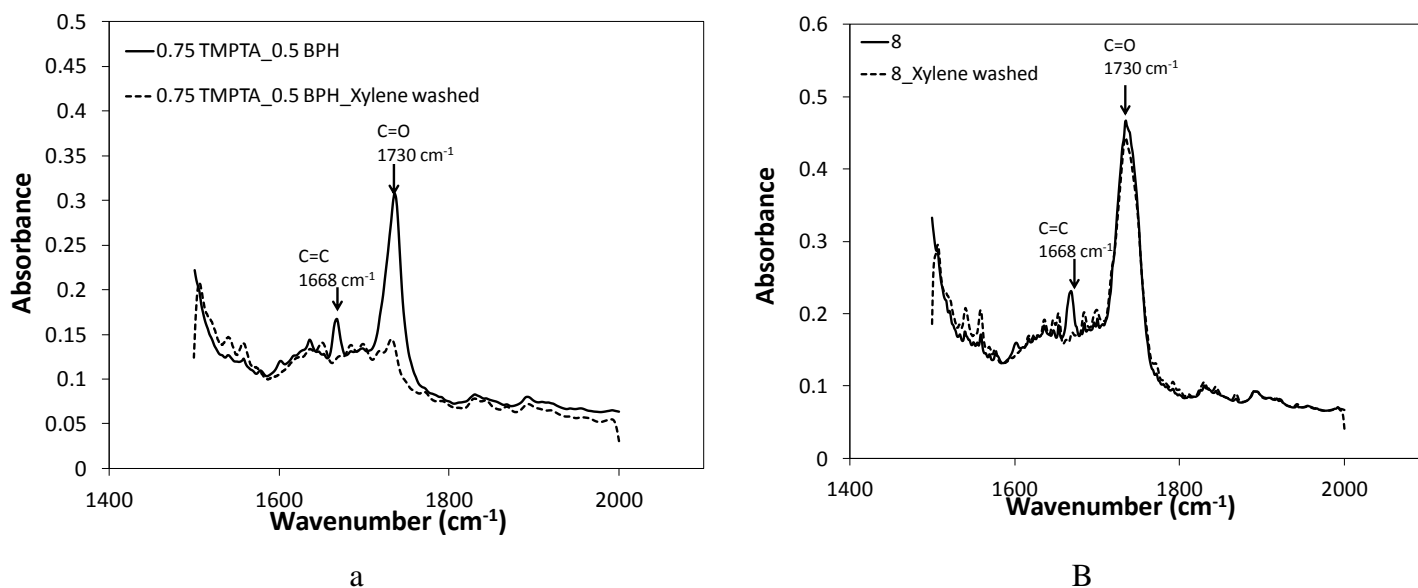 0.5
0.75 TMPTA_0.5 BPH
0.45
0.4
0.75 TMPTA_0.5 BPH_Xylene washed
0.35
C=O
1730 cm-1
0.3
0.25
C=C
1668 cm-1
0.2
0.15
0.1
0.05
0
1400
1600
1800
2000
Absorbance
Wavenumber (cm-1)
a
0.6
8
8_Xylene washed
C=O
1730 cm-1
0.5
0.4
C=C
1668 cm-1
0.3
0.2
0.1
0
1400
1600
1800
2000
Absorbance
Wavenumber (cm-1)
B